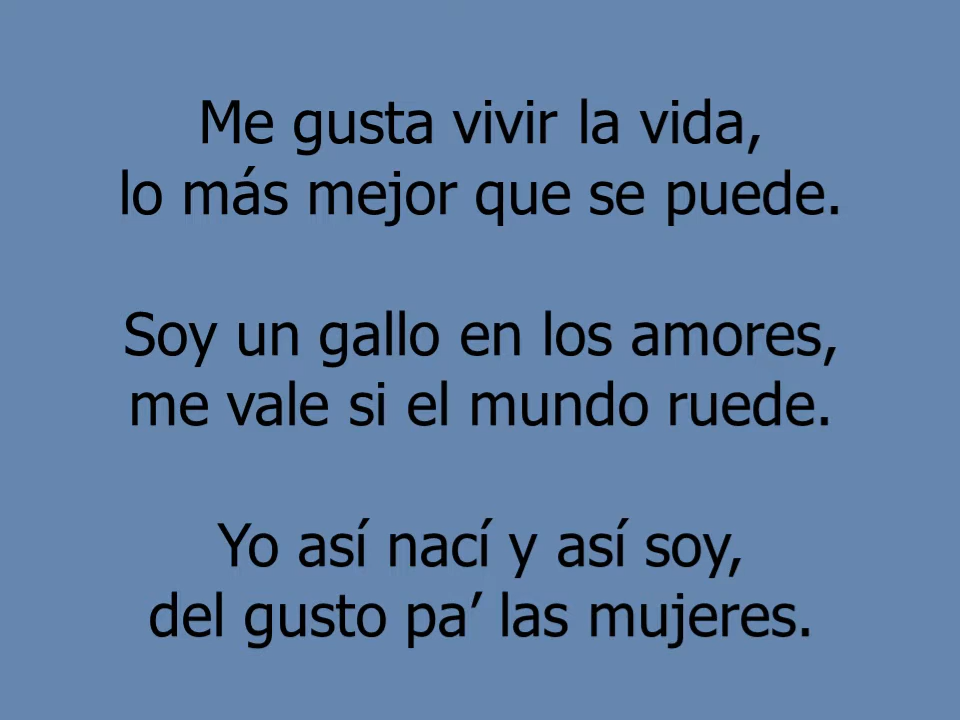 Me gusta vivir la vida,
lo más mejor que se puede.
Soy un gallo en los amores,
me vale si el mundo ruede.
Yo así nací y así soy,
del gusto pa’ las mujeres.